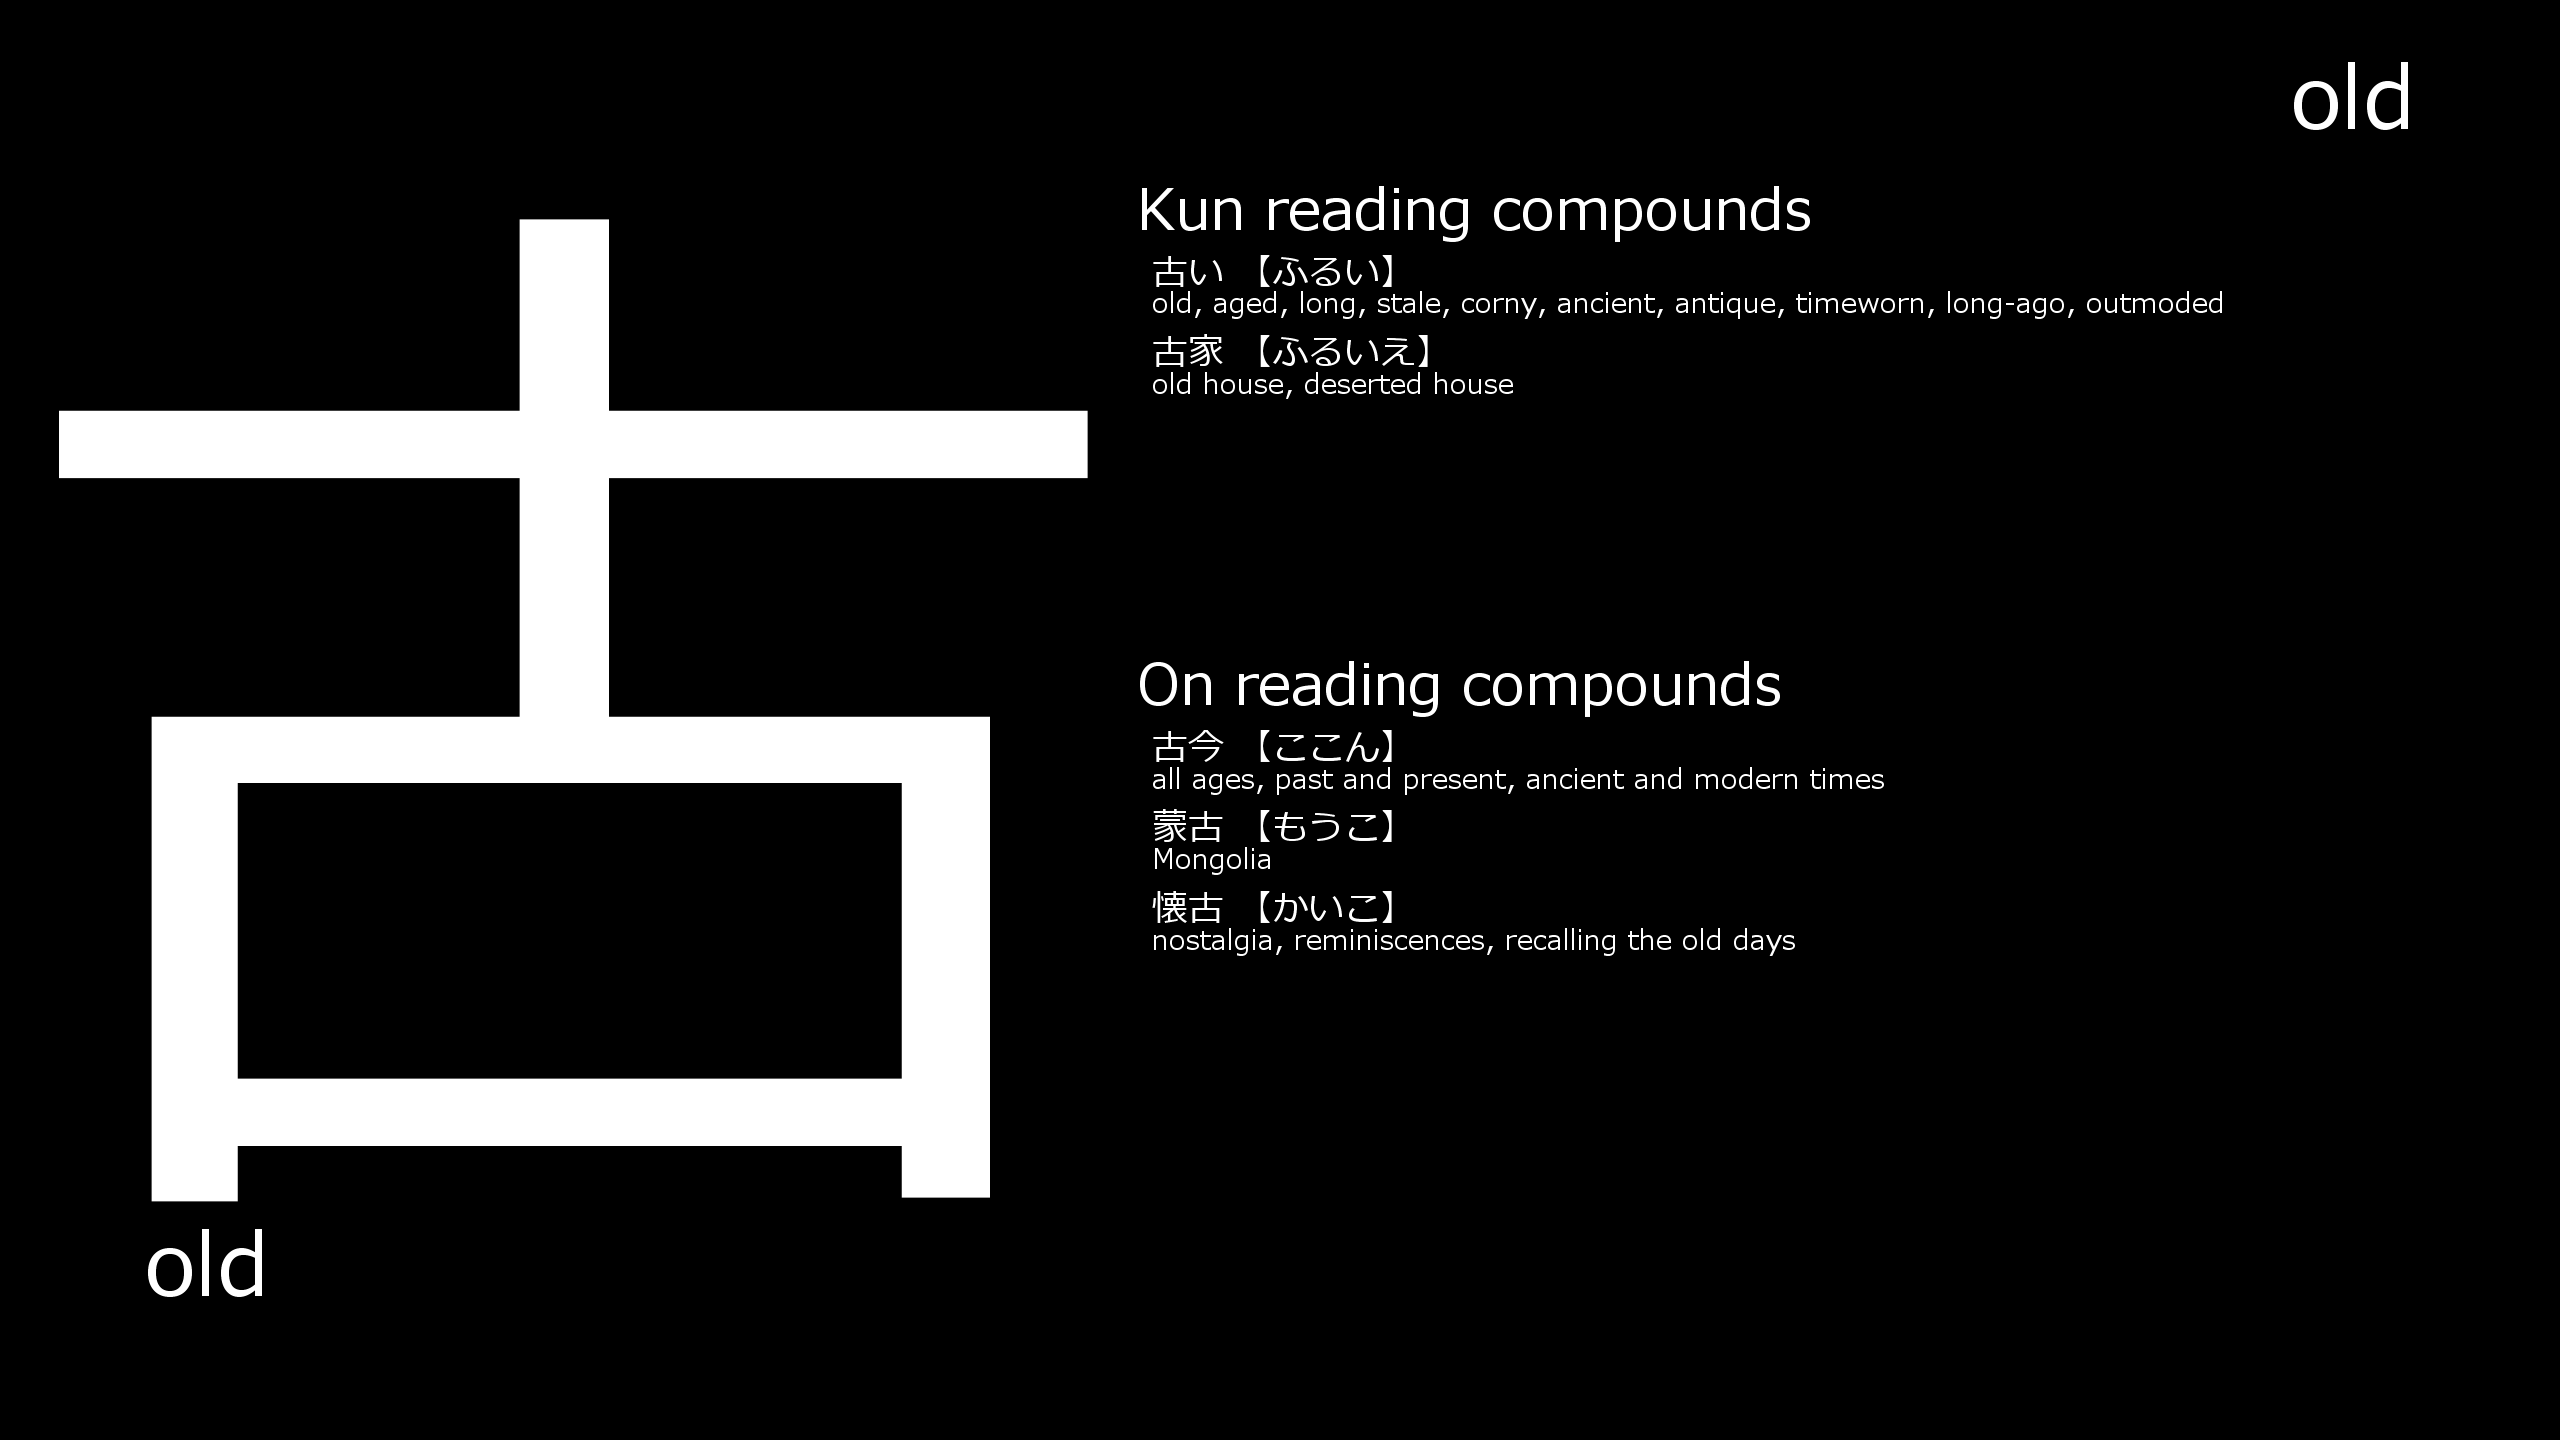 old
古
old
Kun reading compounds
古い 【ふるい】
old, aged, long, stale, corny, ancient, antique, timeworn, long-ago, outmoded
古家 【ふるいえ】
old house, deserted house
On reading compounds
古今 【ここん】
all ages, past and present, ancient and modern times
蒙古 【もうこ】
Mongolia
懐古 【かいこ】
nostalgia, reminiscences, recalling the old days